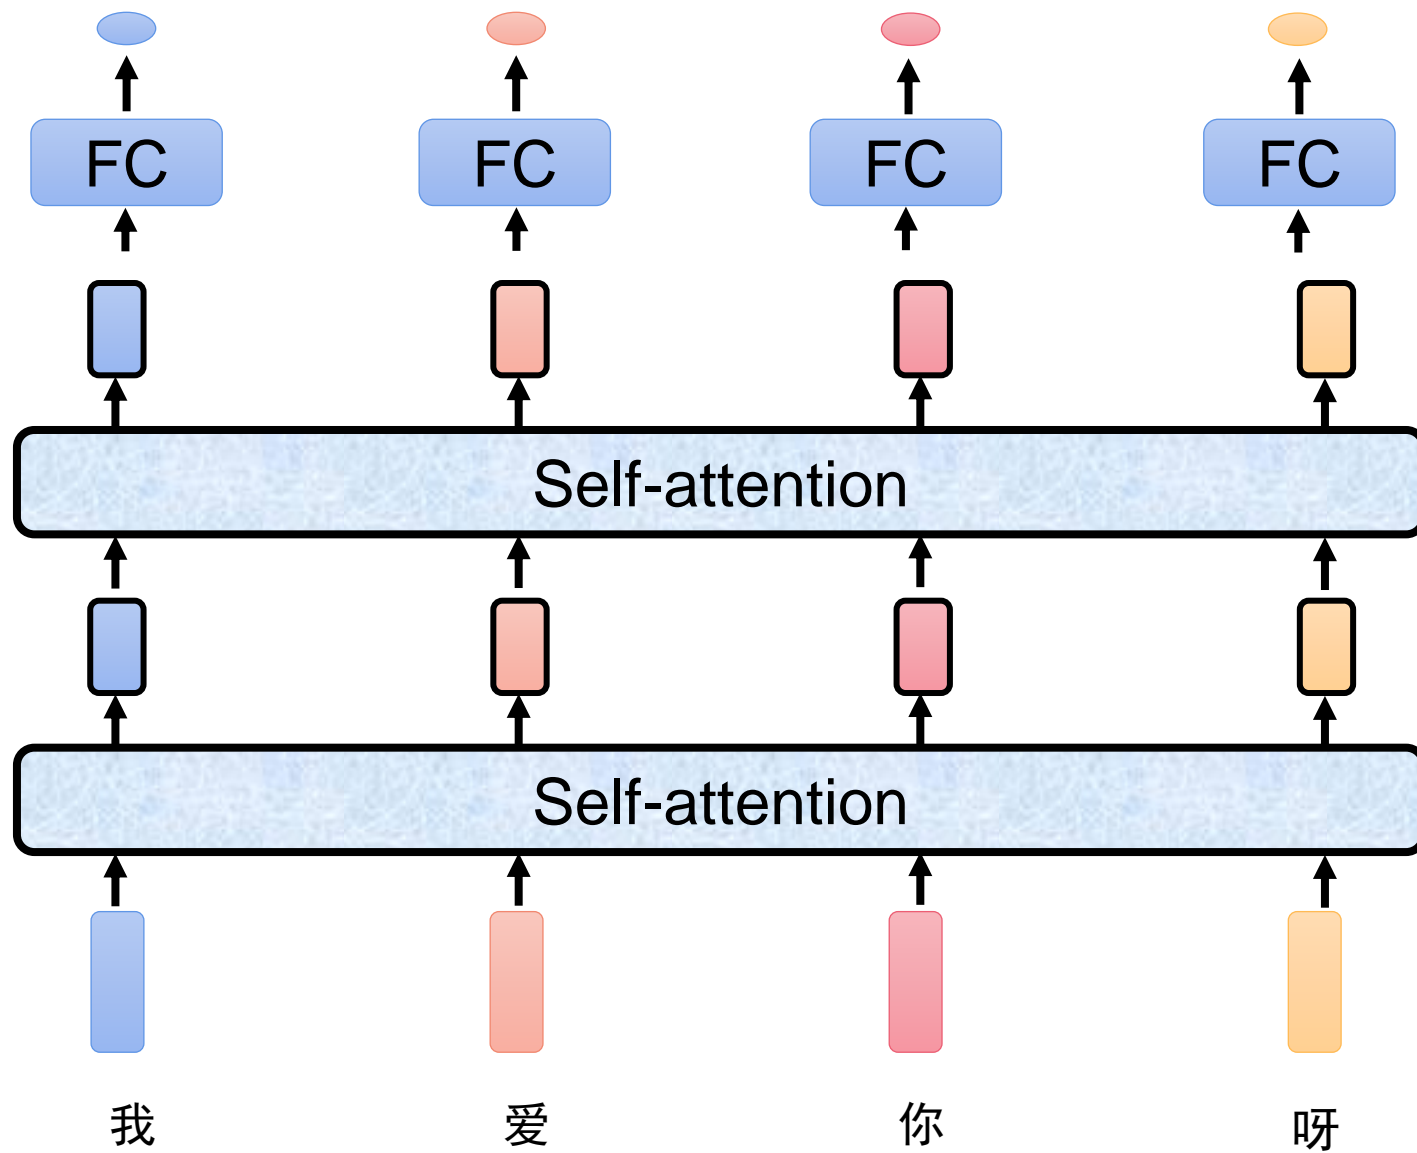 FC FC FC FC
Self-attention
Self-attention
我 爱 你 呀